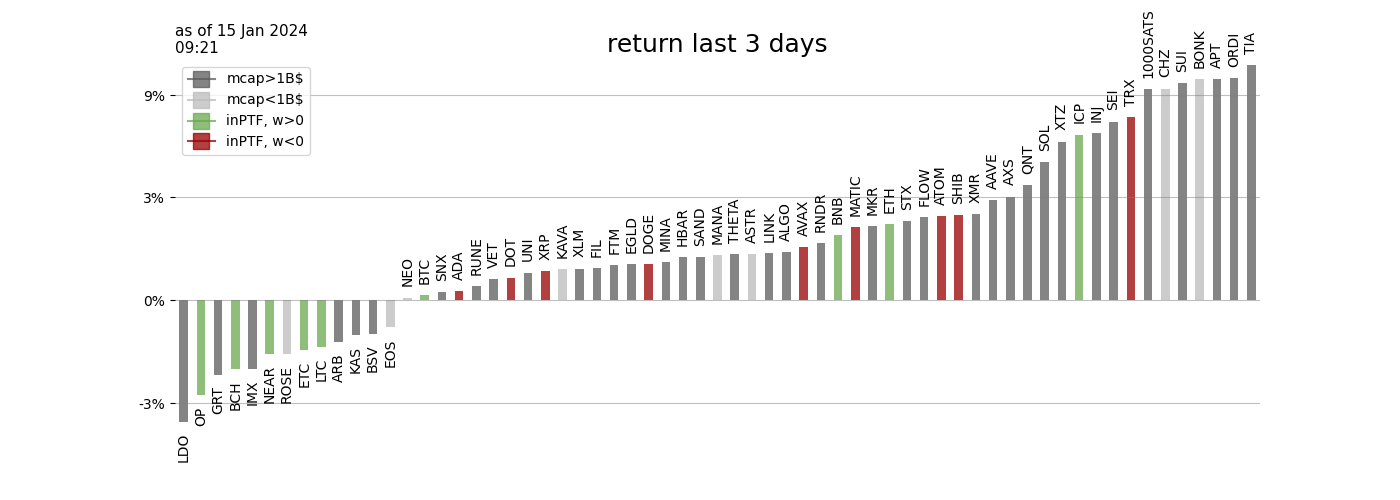 as of 15 Jan 2024
09:21
return last 3 days
mcap>1B$
mcap<1B$
inPTF, w>0
inPTF, w<0
9%
3%
0%
-3%
LDO
OP
GRT
BCH
IMX
NEAR
ROSE
ETC
LTC
ARB
KAS
BSV
EOS
NEO
BTC
SNX
ADA
RUNE
VET
DOT
UNI
XRP
KAVA
XLM
FIL
FTM
EGLD
DOGE
MINA
HBAR
SAND
MANA
THETA
ASTR
LINK
ALGO
AVAX
RNDR
BNB
MATIC
MKR
ETH
STX
FLOW
ATOM
SHIB
XMR
AAVE
AXS
QNT
SOL
XTZ
ICP
INJ
SEI
TRX
1000SATS
CHZ
SUI
BONK
APT
ORDI
TIA